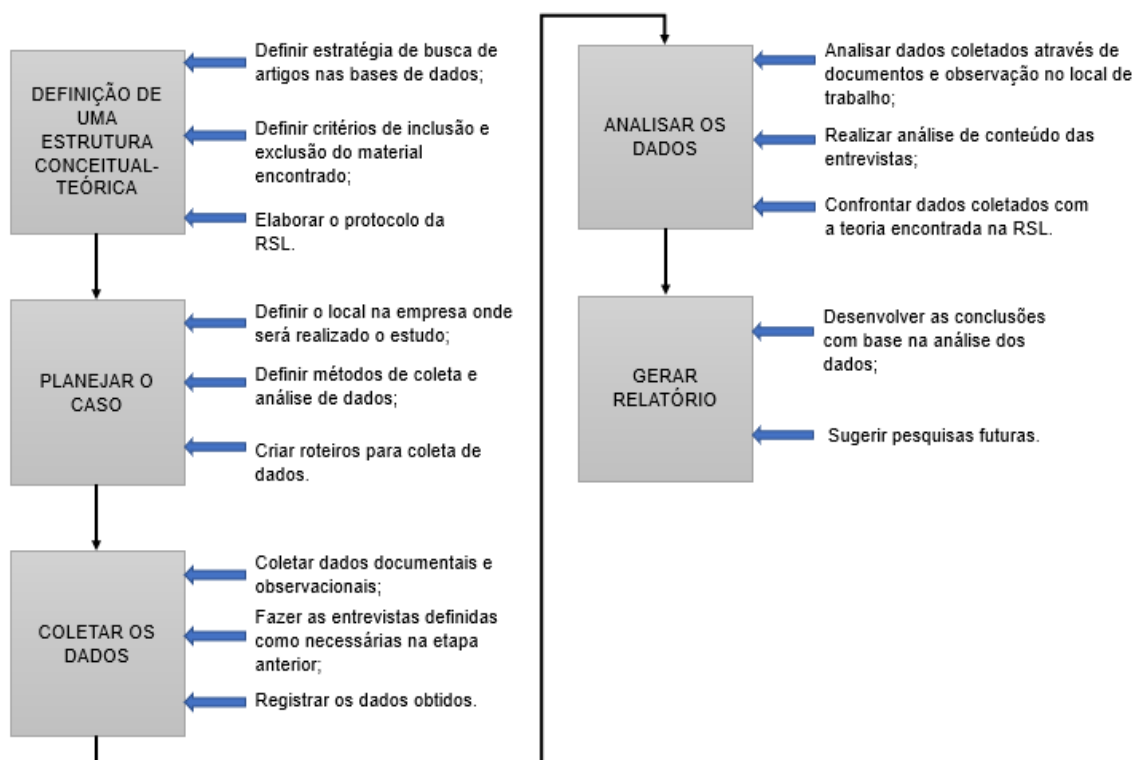 DEFINIÇÃO DE
UMA
ESTRUTURA
CONCEITUAL-
TEÓRICA
Definir estratégia de busca de
artigos nas bases de dados;
Definir critérios de inclusão e
exclusão do material
encontrado;
Elaborar o protocolo da
RSL.
PLANEJAR O
CASO
Definir o local na empresa onde
será realizado o estudo;
Definir métodos de coleta e
análise de dados;
Criar roteiros para coleta de
dados.
COLETAR OS
DADOS
Coletar dados documentais e
observacionais;
Fazer as entrevistas definidas
como necessárias na etapa
anterior;
Registrar os dados obtidos.
ANALISAR OS
DADOS
Analisar dados coletados através de
documentos e observação no local de
trabalho;
Realizar análise de conteúdo das
entrevistas;
Confrontar dados coletados com
a teoria encontrada na RSL.
GERAR
RELATÓRIO
Desenvolver as conclusões
com base na análise dos
dados;
Sugerir pesquisas futuras.